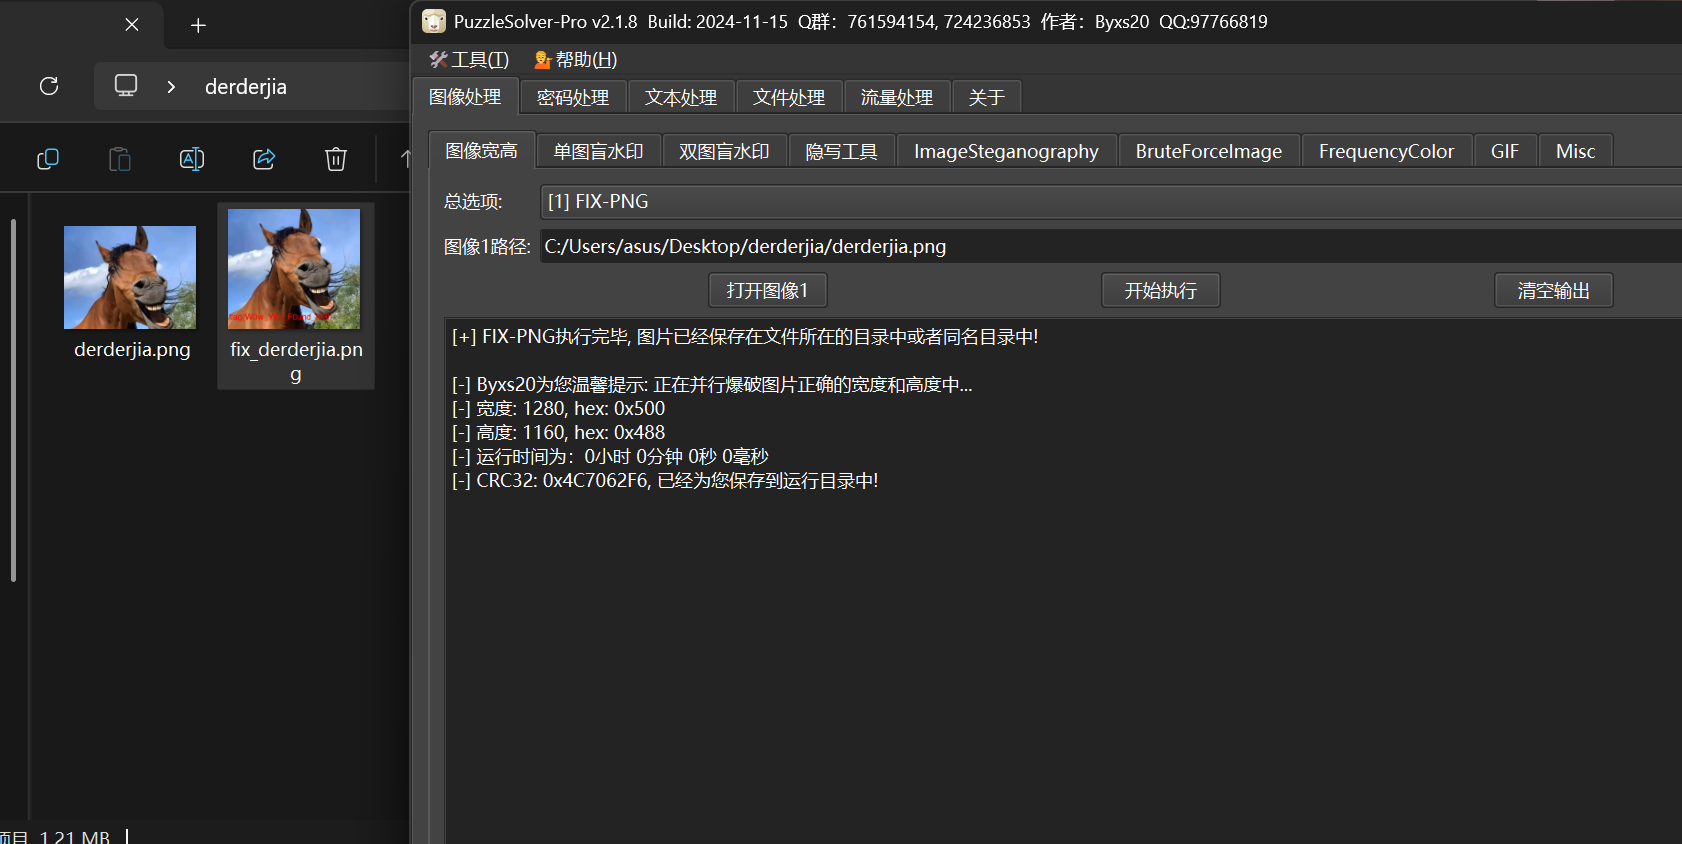 derderjia
derderjia.png
fix_derderjia.pn
g
1.21 MB
PuzzleSolver-Pro v2.1.8 Build: 2024-11-15 Q群：761594154, 724236853 作者：Byxs20 QQ:97766819
工具(T) 帮助(H)
图像处理 密码处理 文本处理 文件处理 流量处理 关于
图像宽高 单图盲水印 双图盲水印 隐写工具 ImageSteganography BruteForceImage FrequencyColor GIF Misc
总选项: [1] FIX-PNG
图像1路径: C:/Users/asus/Desktop/derderjia/derderjia.png
打开图像1 开始执行 清空输出
[+] FIX-PNG执行完毕, 图片已经保存在文件所在的目录中或者同名目录中!
[-] Byxs20为您温馨提示: 正在并行爆破图片正确的宽度和高度中...
[-] 宽度: 1280, hex: 0x500
[-] 高度: 1160, hex: 0x488
[-] 运行时间为：0小时 0分钟 0秒 0毫秒
[-] CRC32: 0x4C7062F6, 已经为您保存到运行目录中!